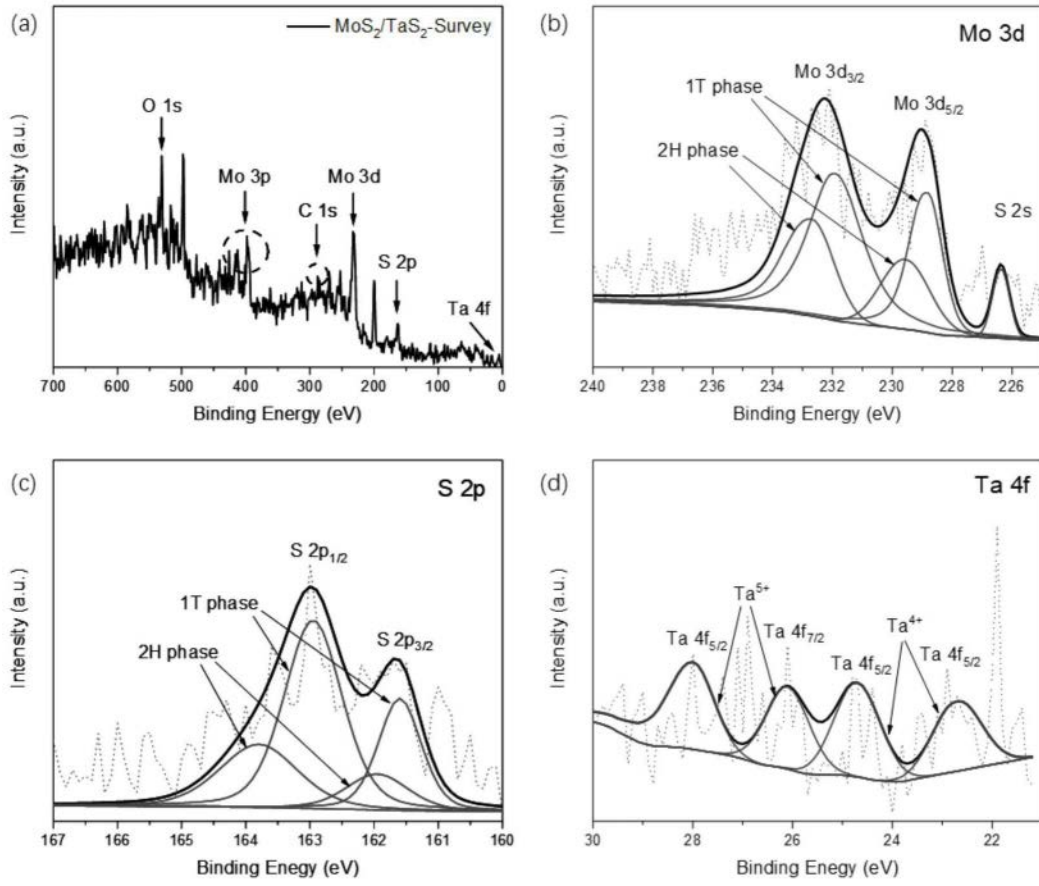 (a)
MoS₂/TaS₂-Survey
O 1s
Mo 3p
C 1s
Mo 3d
S 2p
Ta 4f
Intensity (a.u.)
700 600 500 400 300 200 100 0
Binding Energy (eV)
(b)
Mo 3d
Mo 3d₃/₂
1T phase
Mo 3d₅/₂
2H phase
S 2s
Intensity (a.u.)
240 238 236 234 232 230 228 226
Binding Energy (eV)
(c)
S 2p
S 2p₁/₂
1T phase
S 2p₃/₂
2H phase
Intensity (a.u.)
167 166 165 164 163 162 161 160
Binding Enegy (eV)
(d)
Ta 4f
Ta⁵⁺
Ta 4f₅/₂
Ta 4f₇/₂
Ta⁴⁺
Ta 4f₅/₂
Ta 4f₅/₂
Intensity (a.u.)
30 28 26 24 22
Binding Energy (eV)